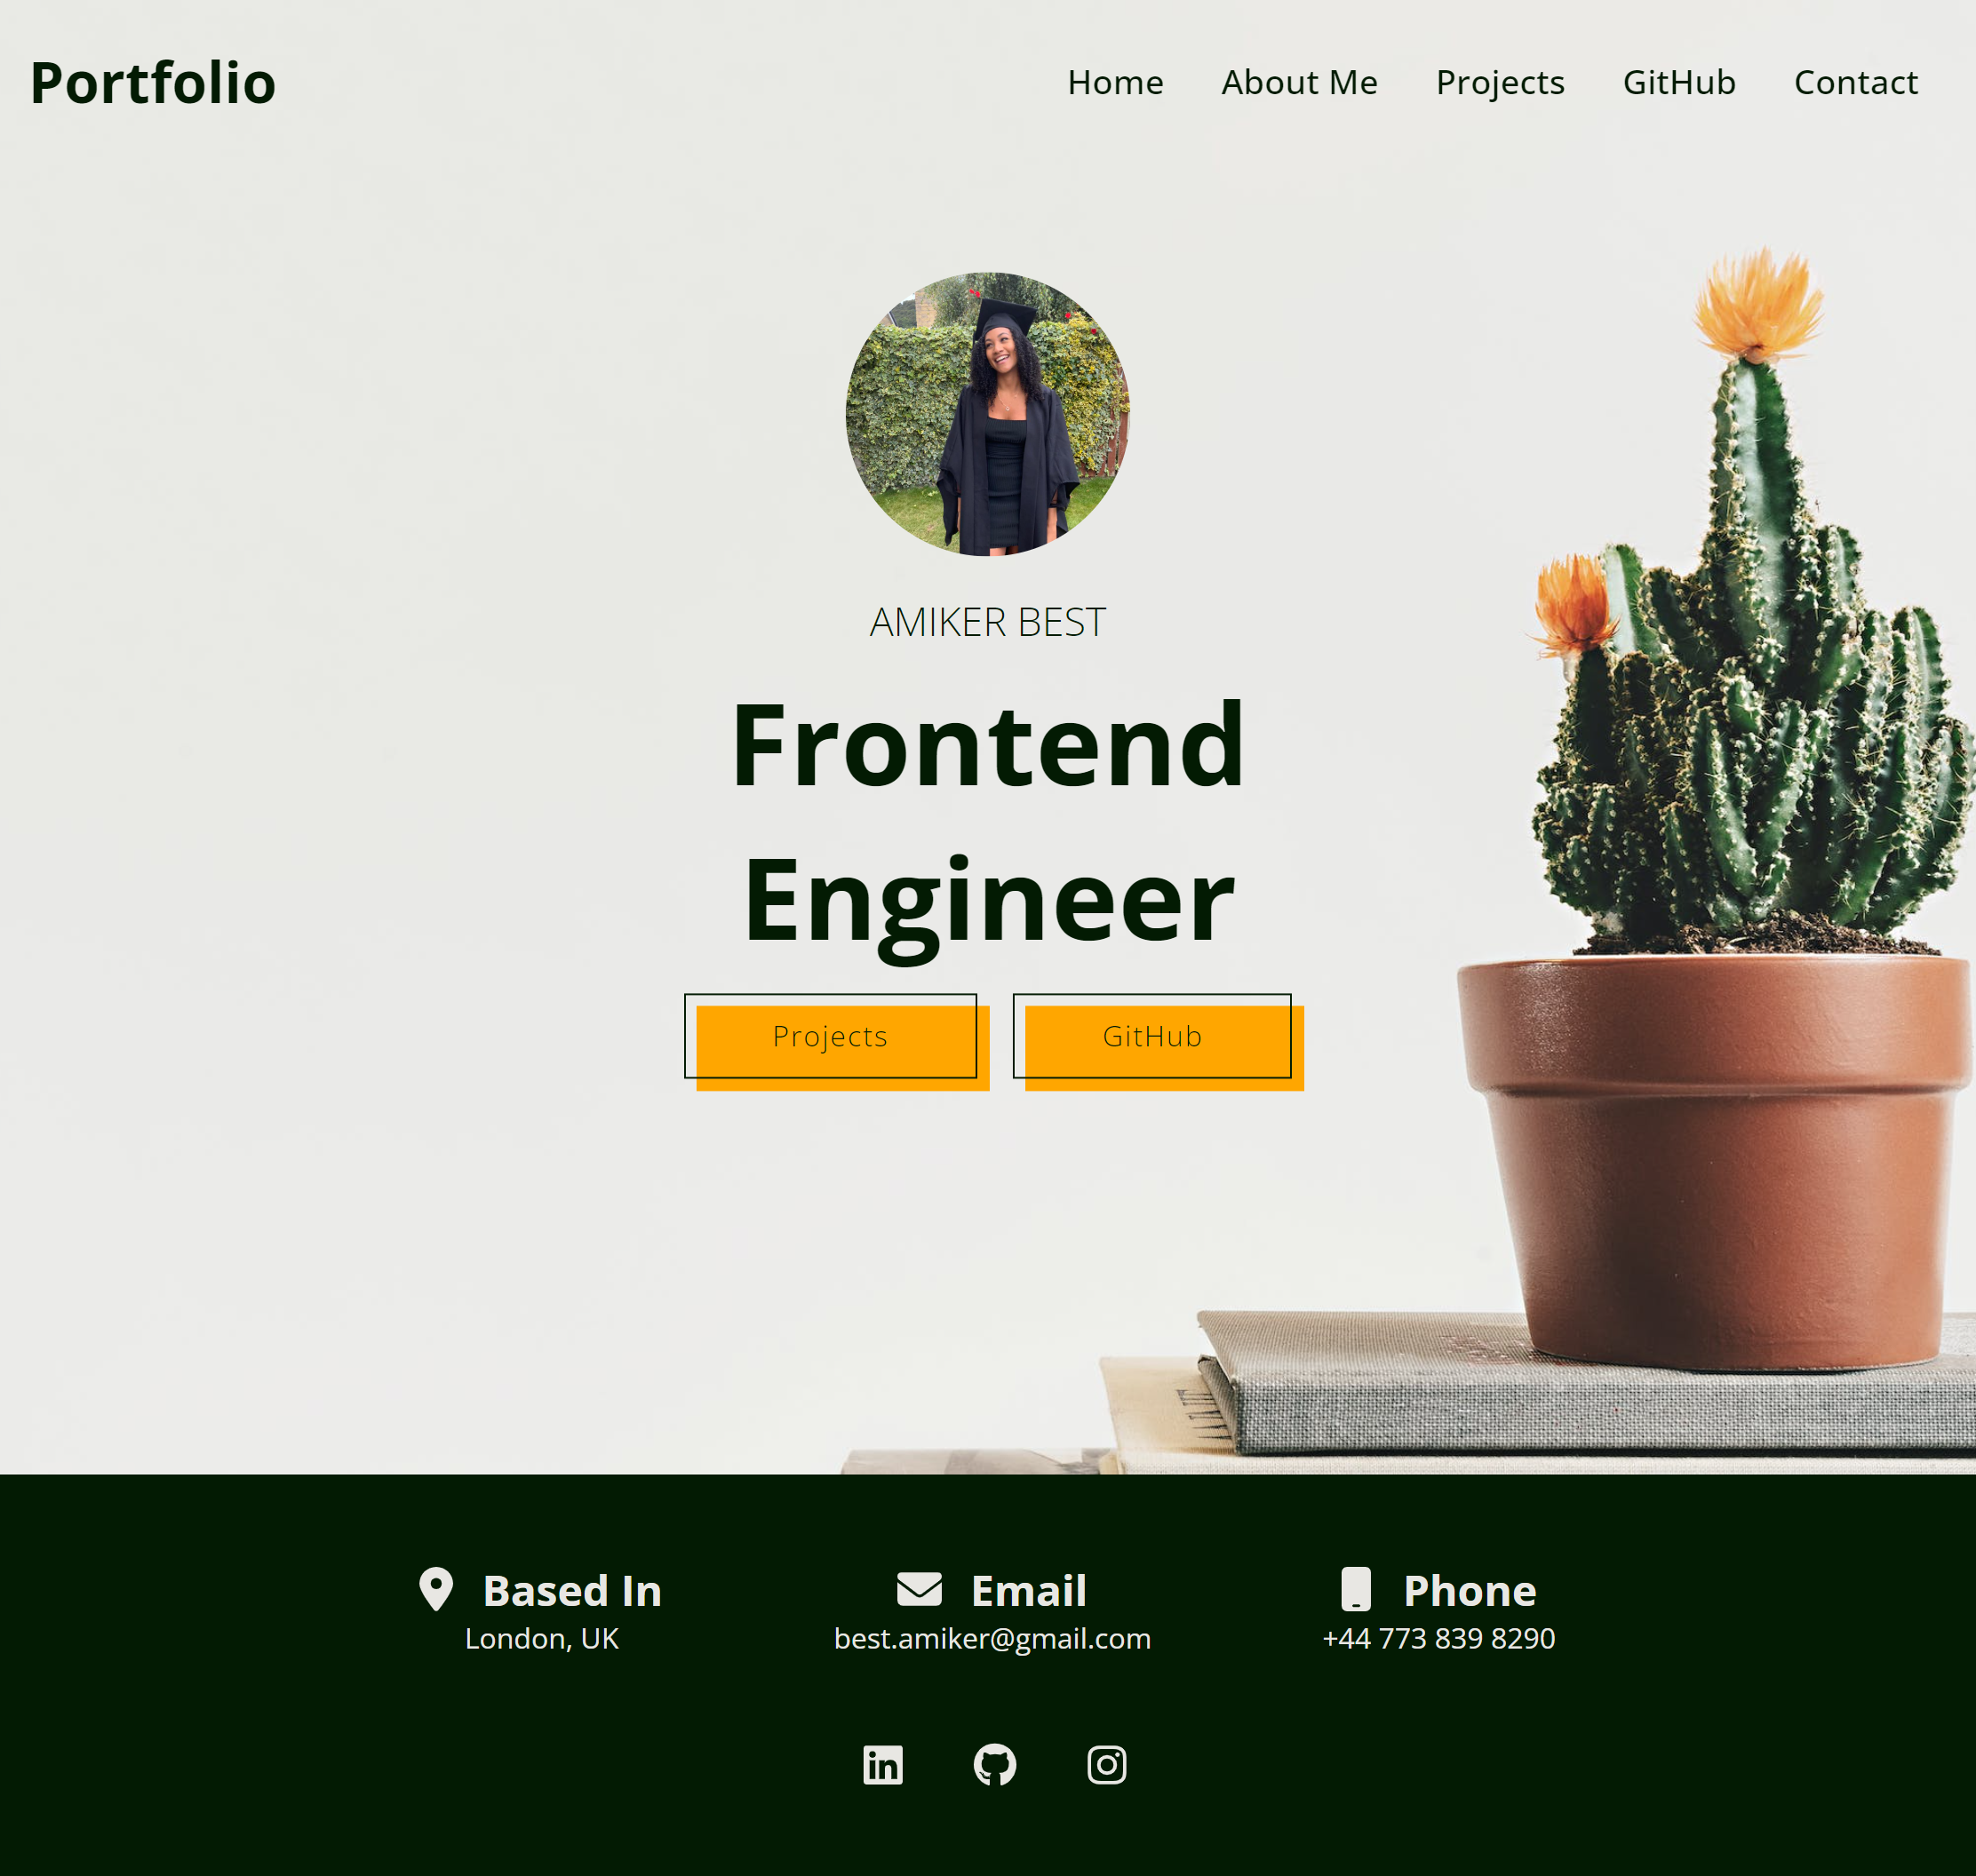 Portfolio
Home About Me Projects GitHub Contact
AMIKER BEST
Frontend
Engineer
Projects GitHub
Based In Email Phone
London, UK best.amiker@gmail.com +44 773 839 8290